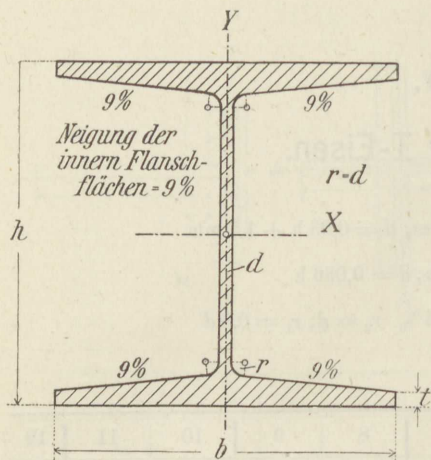 Y
9%
9%
Neigung der
innern Flansch-
flächen = 9%
r=d
h
X
d
9%
r
9%
t
b